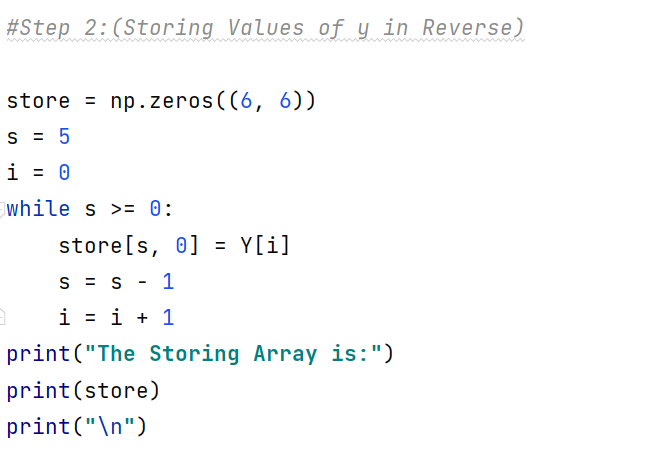 #Step 2:(Storing Values of y in Reverse)
store = np.zeros((6, 6))
s = 5
i = 0
while s >= 0:
    store[s, 0] = Y[i]
    s = s - 1
    i = i + 1
print("The Storing Array is:")
print(store)
print("\n")